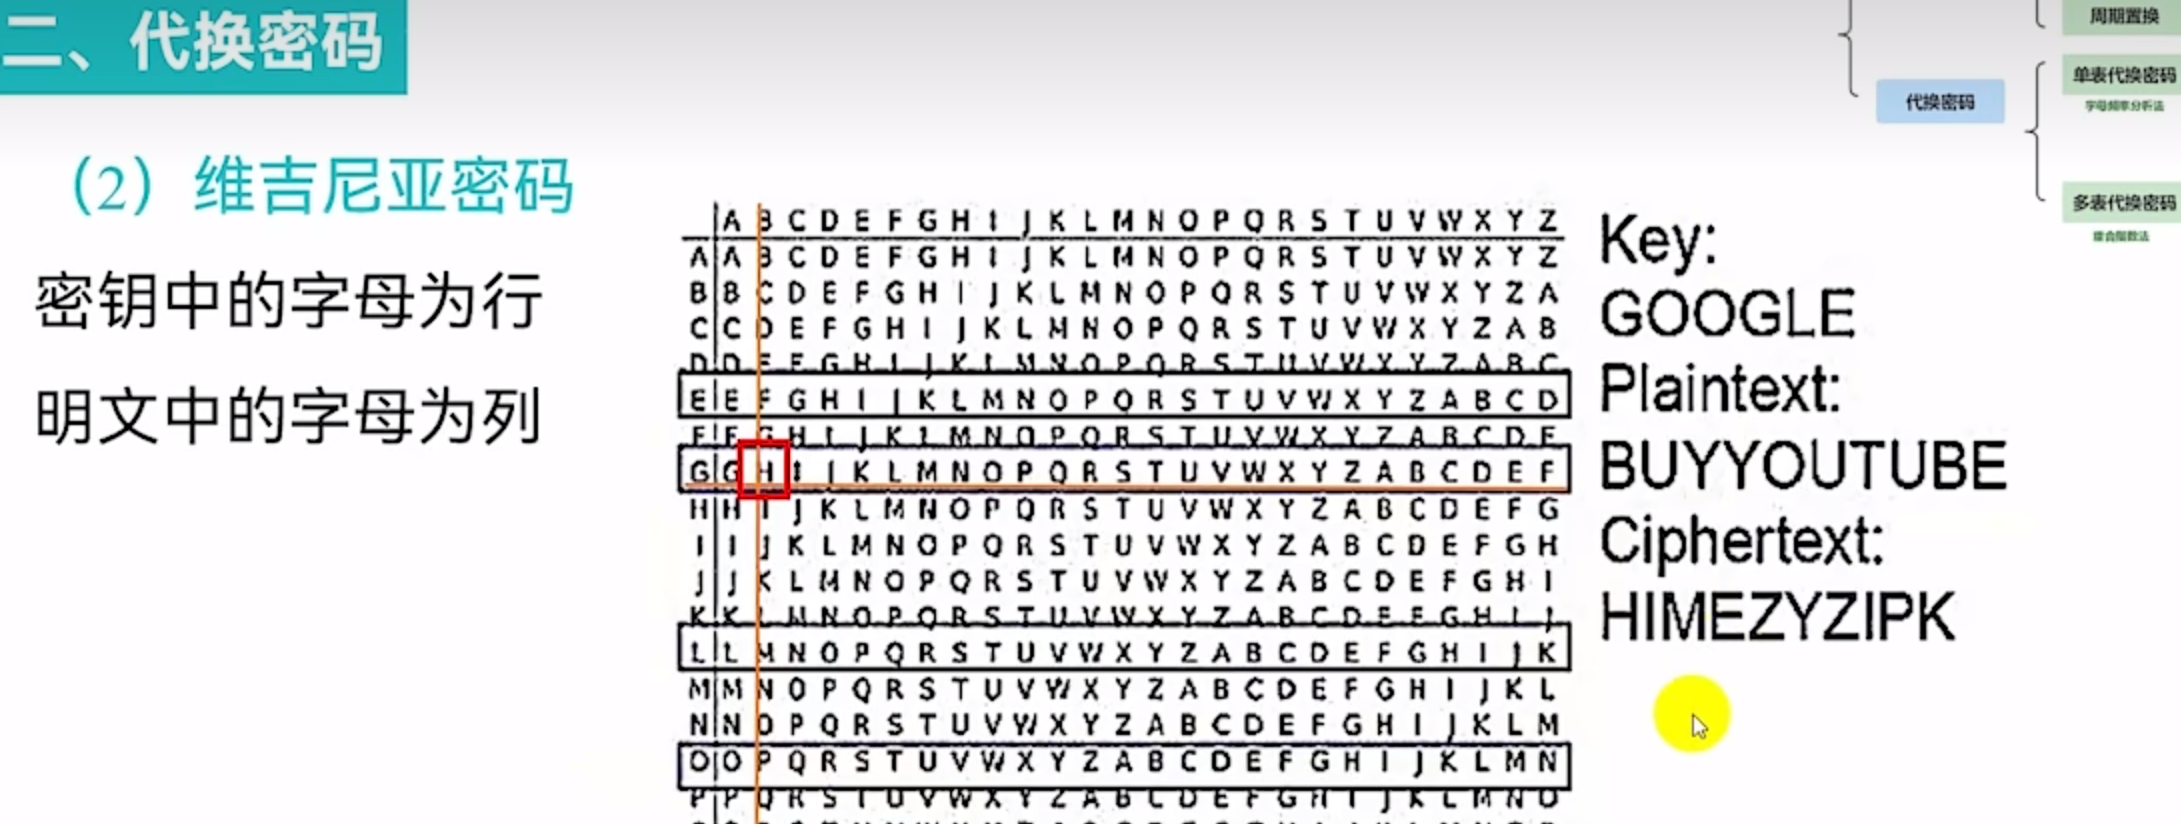 二、代换密码
周期置换
单表代换密码
字母频率分析法
代换密码
多表代换密码
（2）维吉尼亚密码
密钥中的字母为行
明文中的字母为列
A B C D E F G H I J K L M N O P Q R S T U V W X Y Z
A A B C D E F G H I J K L M N O P Q R S T U V W X Y Z
B B C D E F G H I J K L M N O P Q R S T U V W X Y Z A
C C D E F G H I J K L M N O P Q R S T U V W X Y Z A B
D D E F G H I J K L M N O P Q R S T U V W X Y Z A B C
E E F G H I J K L M N O P Q R S T U V W X Y Z A B C D
F F G H I J K L M N O P Q R S T U V W X Y Z A B C D E
G G H I J K L M N O P Q R S T U V W X Y Z A B C D E F
H H I J K L M N O P Q R S T U V W X Y Z A B C D E F G
I I J K L M N O P Q R S T U V W X Y Z A B C D E F G H
J J K L M N O P Q R S T U V W X Y Z A B C D E F G H I
K K L M N O P Q R S T U V W X Y Z A B C D E F G H I J
L L M N O P Q R S T U V W X Y Z A B C D E F G H I J K
M M N O P Q R S T U V W X Y Z A B C D E F G H I J K L
N N O P Q R S T U V W X Y Z A B C D E F G H I J K L M
O O P Q R S T U V W X Y Z A B C D E F G H I J K L M N
P P Q R S T U V W X Y Z A B C D E F G H I J K L M N O
Key:
GOOGLE
Plaintext:
BUYYOUTUBE
Ciphertext:
HIMEZYZIPK